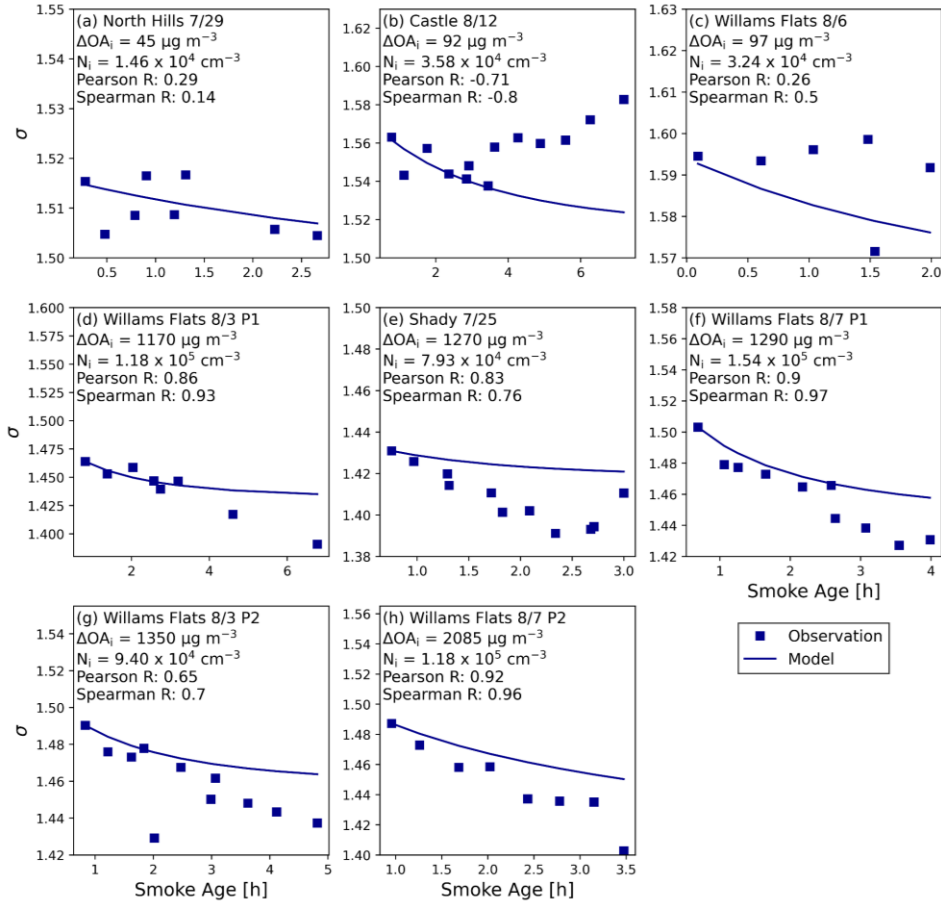 (a) North Hills 7/29
ΔOAᵢ = 45 μg m⁻³
Nᵢ = 1.46 x 10⁴ cm⁻³
Pearson R: 0.29
Spearman R: 0.14
1.55
1.54
1.53
1.52
1.51
1.50
σ
0.5
1.0
1.5
2.0
2.5
(b) Castle 8/12
ΔOAᵢ = 92 μg m⁻³
Nᵢ = 3.58 x 10⁴ cm⁻³
Pearson R: -0.71
Spearman R: -0.8
1.62
1.60
1.58
1.56
1.54
1.52
1.50
2
4
6
(c) Willams Flats 8/6
ΔOAᵢ = 97 μg m⁻³
Nᵢ = 3.24 x 10⁴ cm⁻³
Pearson R: 0.26
Spearman R: 0.5
1.63
1.62
1.61
1.60
1.59
1.58
1.57
0.0
0.5
1.0
1.5
2.0
(d) Willams Flats 8/3 P1
ΔOAᵢ = 1170 μg m⁻³
Nᵢ = 1.18 x 10⁵ cm⁻³
Pearson R: 0.86
Spearman R: 0.93
1.600
1.575
1.550
1.525
1.500
1.475
1.450
1.425
1.400
σ
2
4
6
(e) Shady 7/25
ΔOAᵢ = 1270 μg m⁻³
Nᵢ = 7.93 x 10⁴ cm⁻³
Pearson R: 0.83
Spearman R: 0.76
1.50
1.48
1.46
1.44
1.42
1.40
1.38
1.0
1.5
2.0
2.5
3.0
(f) Willams Flats 8/7 P1
ΔOAᵢ = 1290 μg m⁻³
Nᵢ = 1.54 x 10⁵ cm⁻³
Pearson R: 0.9
Spearman R: 0.97
1.58
1.56
1.54
1.52
1.50
1.48
1.46
1.44
1.42
1
2
3
4
Smoke Age [h]
(g) Willams Flats 8/3 P2
ΔOAᵢ = 1350 μg m⁻³
Nᵢ = 9.40 x 10⁴ cm⁻³
Pearson R: 0.65
Spearman R: 0.7
1.54
1.52
1.50
1.48
1.46
1.44
1.42
σ
1
2
3
4
5
Smoke Age [h]
(h) Willams Flats 8/7 P2
ΔOAᵢ = 2085 μg m⁻³
Nᵢ = 1.18 x 10⁵ cm⁻³
Pearson R: 0.92
Spearman R: 0.96
1.56
1.54
1.52
1.50
1.48
1.46
1.44
1.42
1.40
1.0
1.5
2.0
2.5
3.0
3.5
Smoke Age [h]
Observation
Model